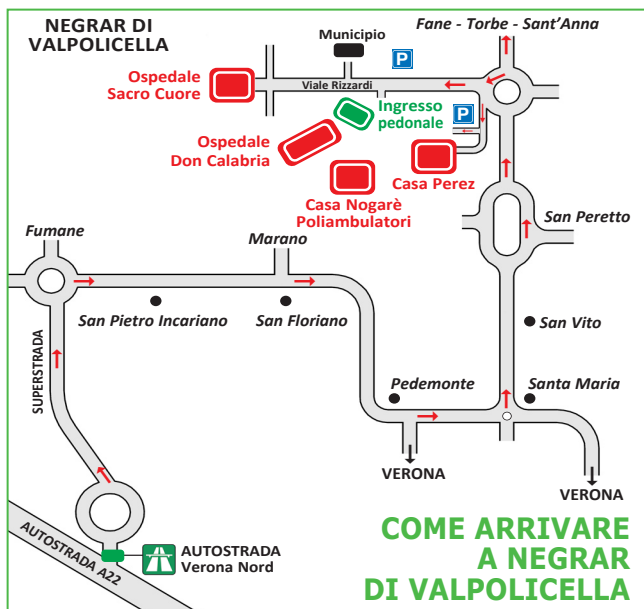 NEGRAR DI
VALPOLICELLA
Fane - Torbe - Sant'Anna
Municipio
P
Ospedale
Sacro Cuore
Viale Rizzardi
Ingresso
pedonale
P
Ospedale
Don Calabria
Casa Perez
Casa Nogarè
Poliambulatori
San Peretto
Fumane
Marano
San Pietro Incariano
San Floriano
San Vito
SUPERSTRADA
Pedemonte
Santa Maria
VERONA
VERONA
AUTOSTRADA A22
AUTOSTRADA
Verona Nord
COME ARRIVARE
A NEGRAR
DI VALPOLICELLA